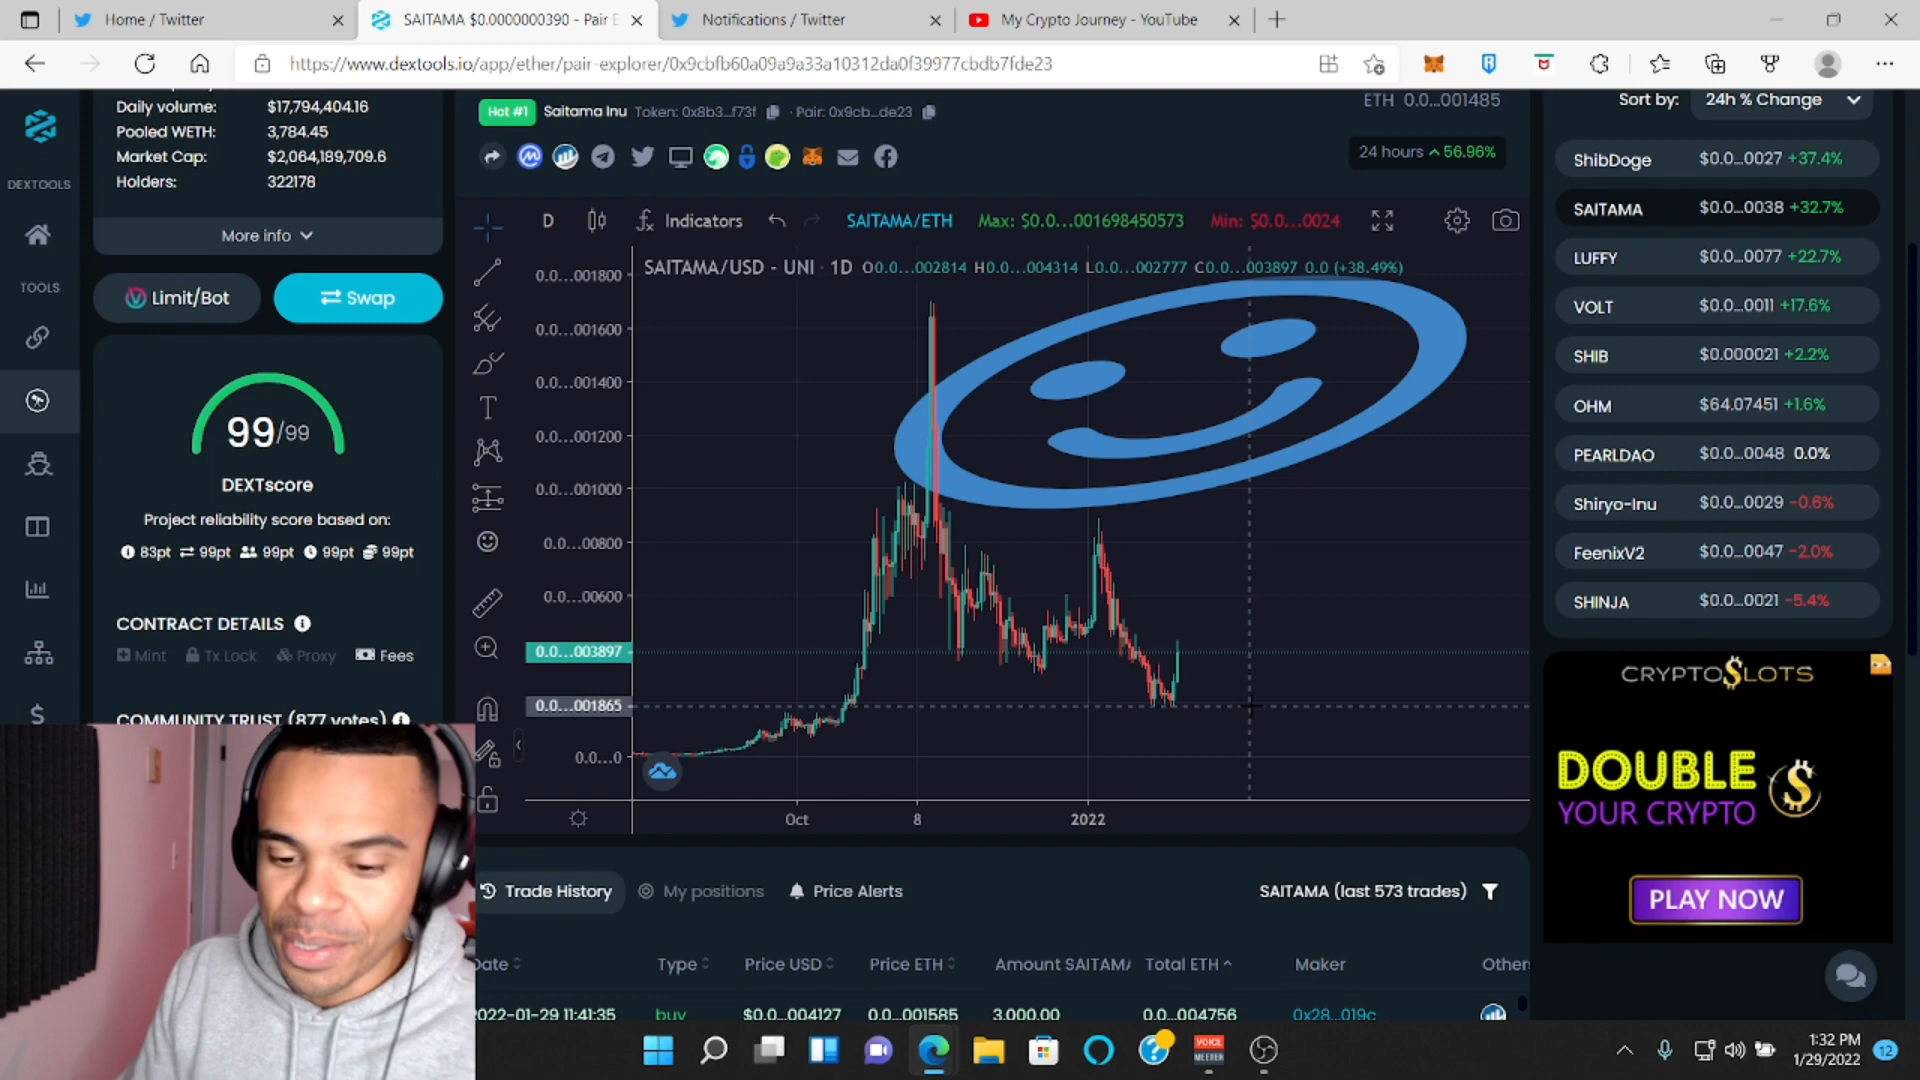 Home / Twitter
SAITAMA $0.0000000390 - Pair E
Notifications / Twitter
My Crypto Journey - YouTube
https://www.dextools.io/app/ether/pair-explorer/0x9cbfb60a09a9a33a10312da0f39977cbdb7fde23
DEXTOOLS
TOOLS
Daily volume: $17,794,404.16
Pooled WETH: 3,784.45
Market Cap: $2,064,189,709.6
Holders: 322178
More info
Limit/Bot
Swap
99/99
DEXTscore
Project reliability score based on:
83pt 99pt 99pt 99pt 99pt
CONTRACT DETAILS
Mint Tx Lock Proxy Fees
COMMUNITY TRUST (877 votes)
Hot #1 Saitama Inu Token: 0x8b3...f73f · Pair: 0x9cb...de23
ETH 0.0...001485
24 hours 56.96%
D Indicators SAITAMA/ETH Max: $0.0...001698450573 Min: $0.0...0024
SAITAMA/USD - UNI · 1D O0.0...002814 H0.0...004314 L0.0...002777 C0.0...003897 0.0 (+38.49%)
0.0...001800
0.0...001600
0.0...001400
0.0...001200
0.0...001000
0.0...00800
0.0...00600
0.0...003897
0.0...001865
0.0...0
Oct 8 2022
Trade History My positions Price Alerts
SAITAMA (last 573 trades)
Date Type Price USD Price ETH Amount SAITAMA Total ETH Maker Others
2022-01-29 11:41:35 buy $0.0...004127 0.0...001585 3,000.00 0.0...004756 0x28...019c
Sort by: 24h % Change
ShibDoge $0.0...0027 +37.4%
SAITAMA $0.0...0038 +32.7%
LUFFY $0.0...0077 +22.7%
VOLT $0.0...0011 +17.6%
SHIB $0.000021 +2.2%
OHM $64.07451 +1.6%
PEARLDAO $0.0...0048 0.0%
Shiryo-Inu $0.0...0029 -0.6%
FeenixV2 $0.0...0047 -2.0%
SHINJA $0.0...0021 -5.4%
CRYPTO$LOTS
DOUBLE
YOUR CRYPTO
PLAY NOW
VOICE
MEETER
1:32 PM
1/29/2022
12